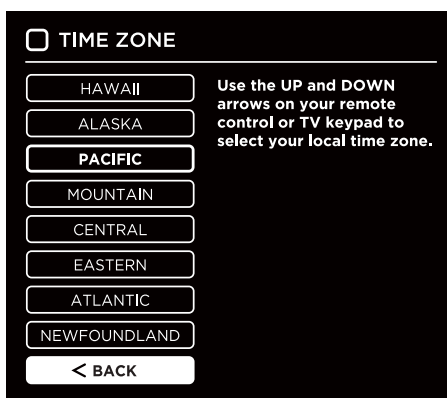 TIME ZONE
HAWAII
ALASKA
PACIFIC
MOUNTAIN
CENTRAL
EASTERN
ATLANTIC
NEWFOUNDLAND
< BACK
Use the UP and DOWN
arrows on your remote
control or TV keypad to
select your local time zone.